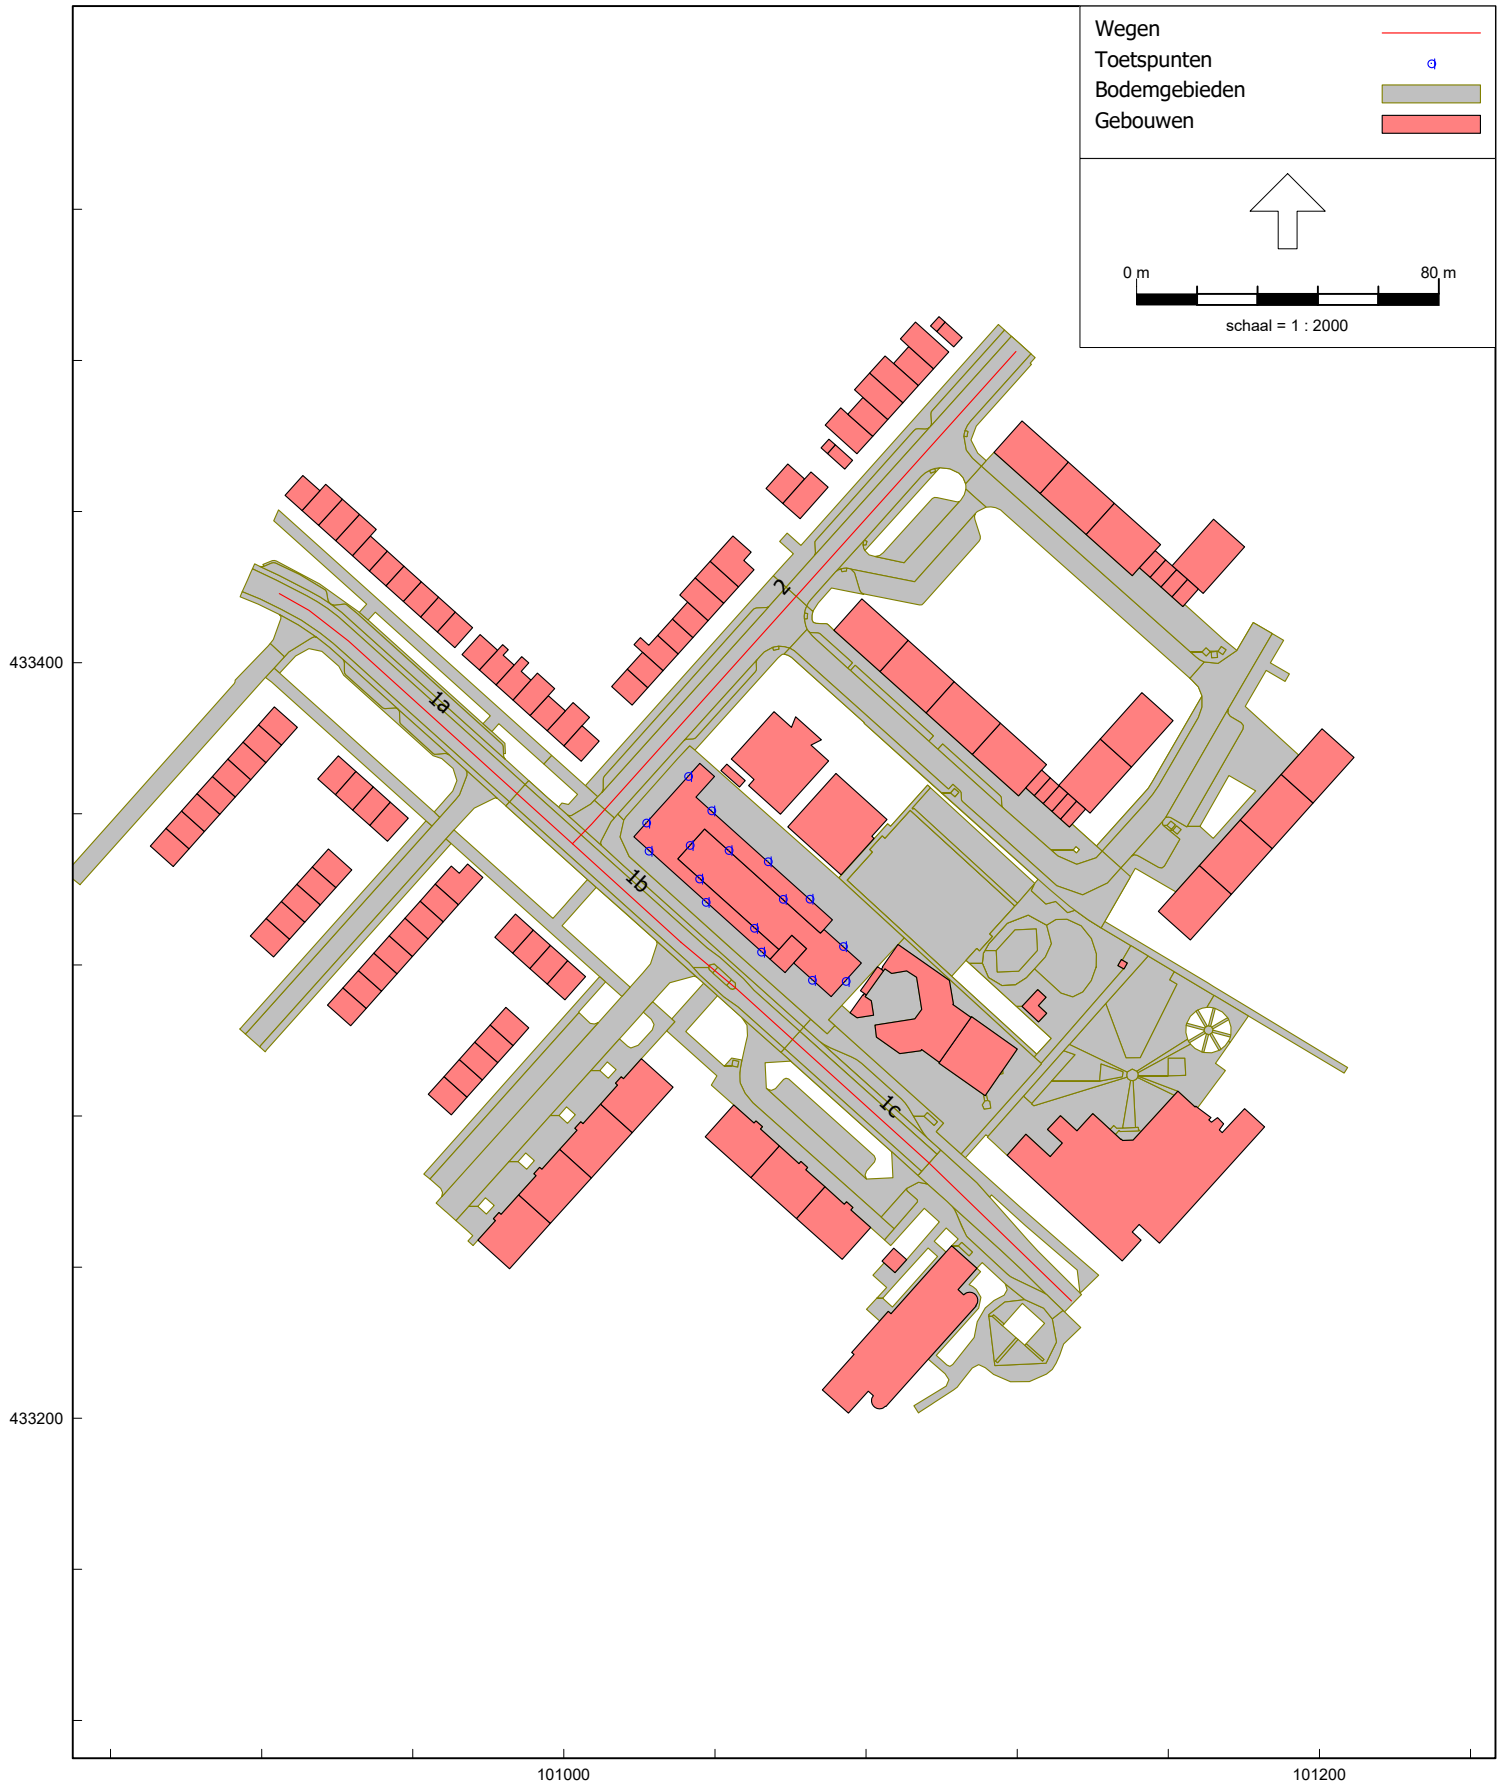 Wegen
Toetspunten
Bodemgebieden
Gebouwen
0 m 80 m
schaal = 1 : 2000
2
433400
1a
1b
1c
433200
101000 101200